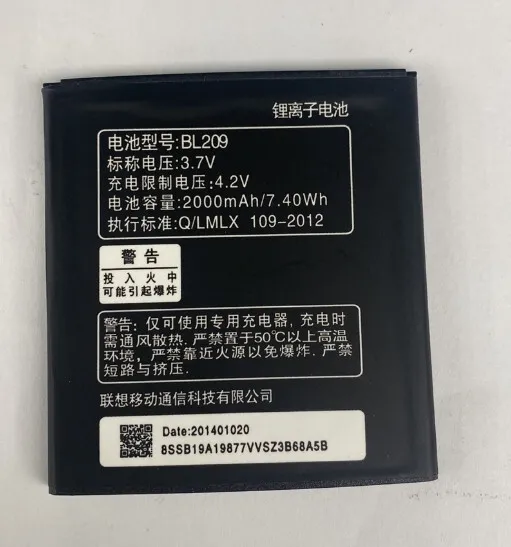 锂离子电池
电池型号:BL209
标称电压:3.7V
充电限制电压:4.2V
电池容量:2000mAh/7.40Wh
执行标准:Q/LMLX 109-2012
警告
投入火中
可能引起爆炸
警告: 仅可使用专用充电器, 充电时
需通风散热. 严禁置于50℃以上高温
环境, 严禁靠近火源以免爆炸. 严禁
短路与挤压.
联想移动通信科技有限公司
Date:201401020
8SSB19A19877VVSZ3B68A5B